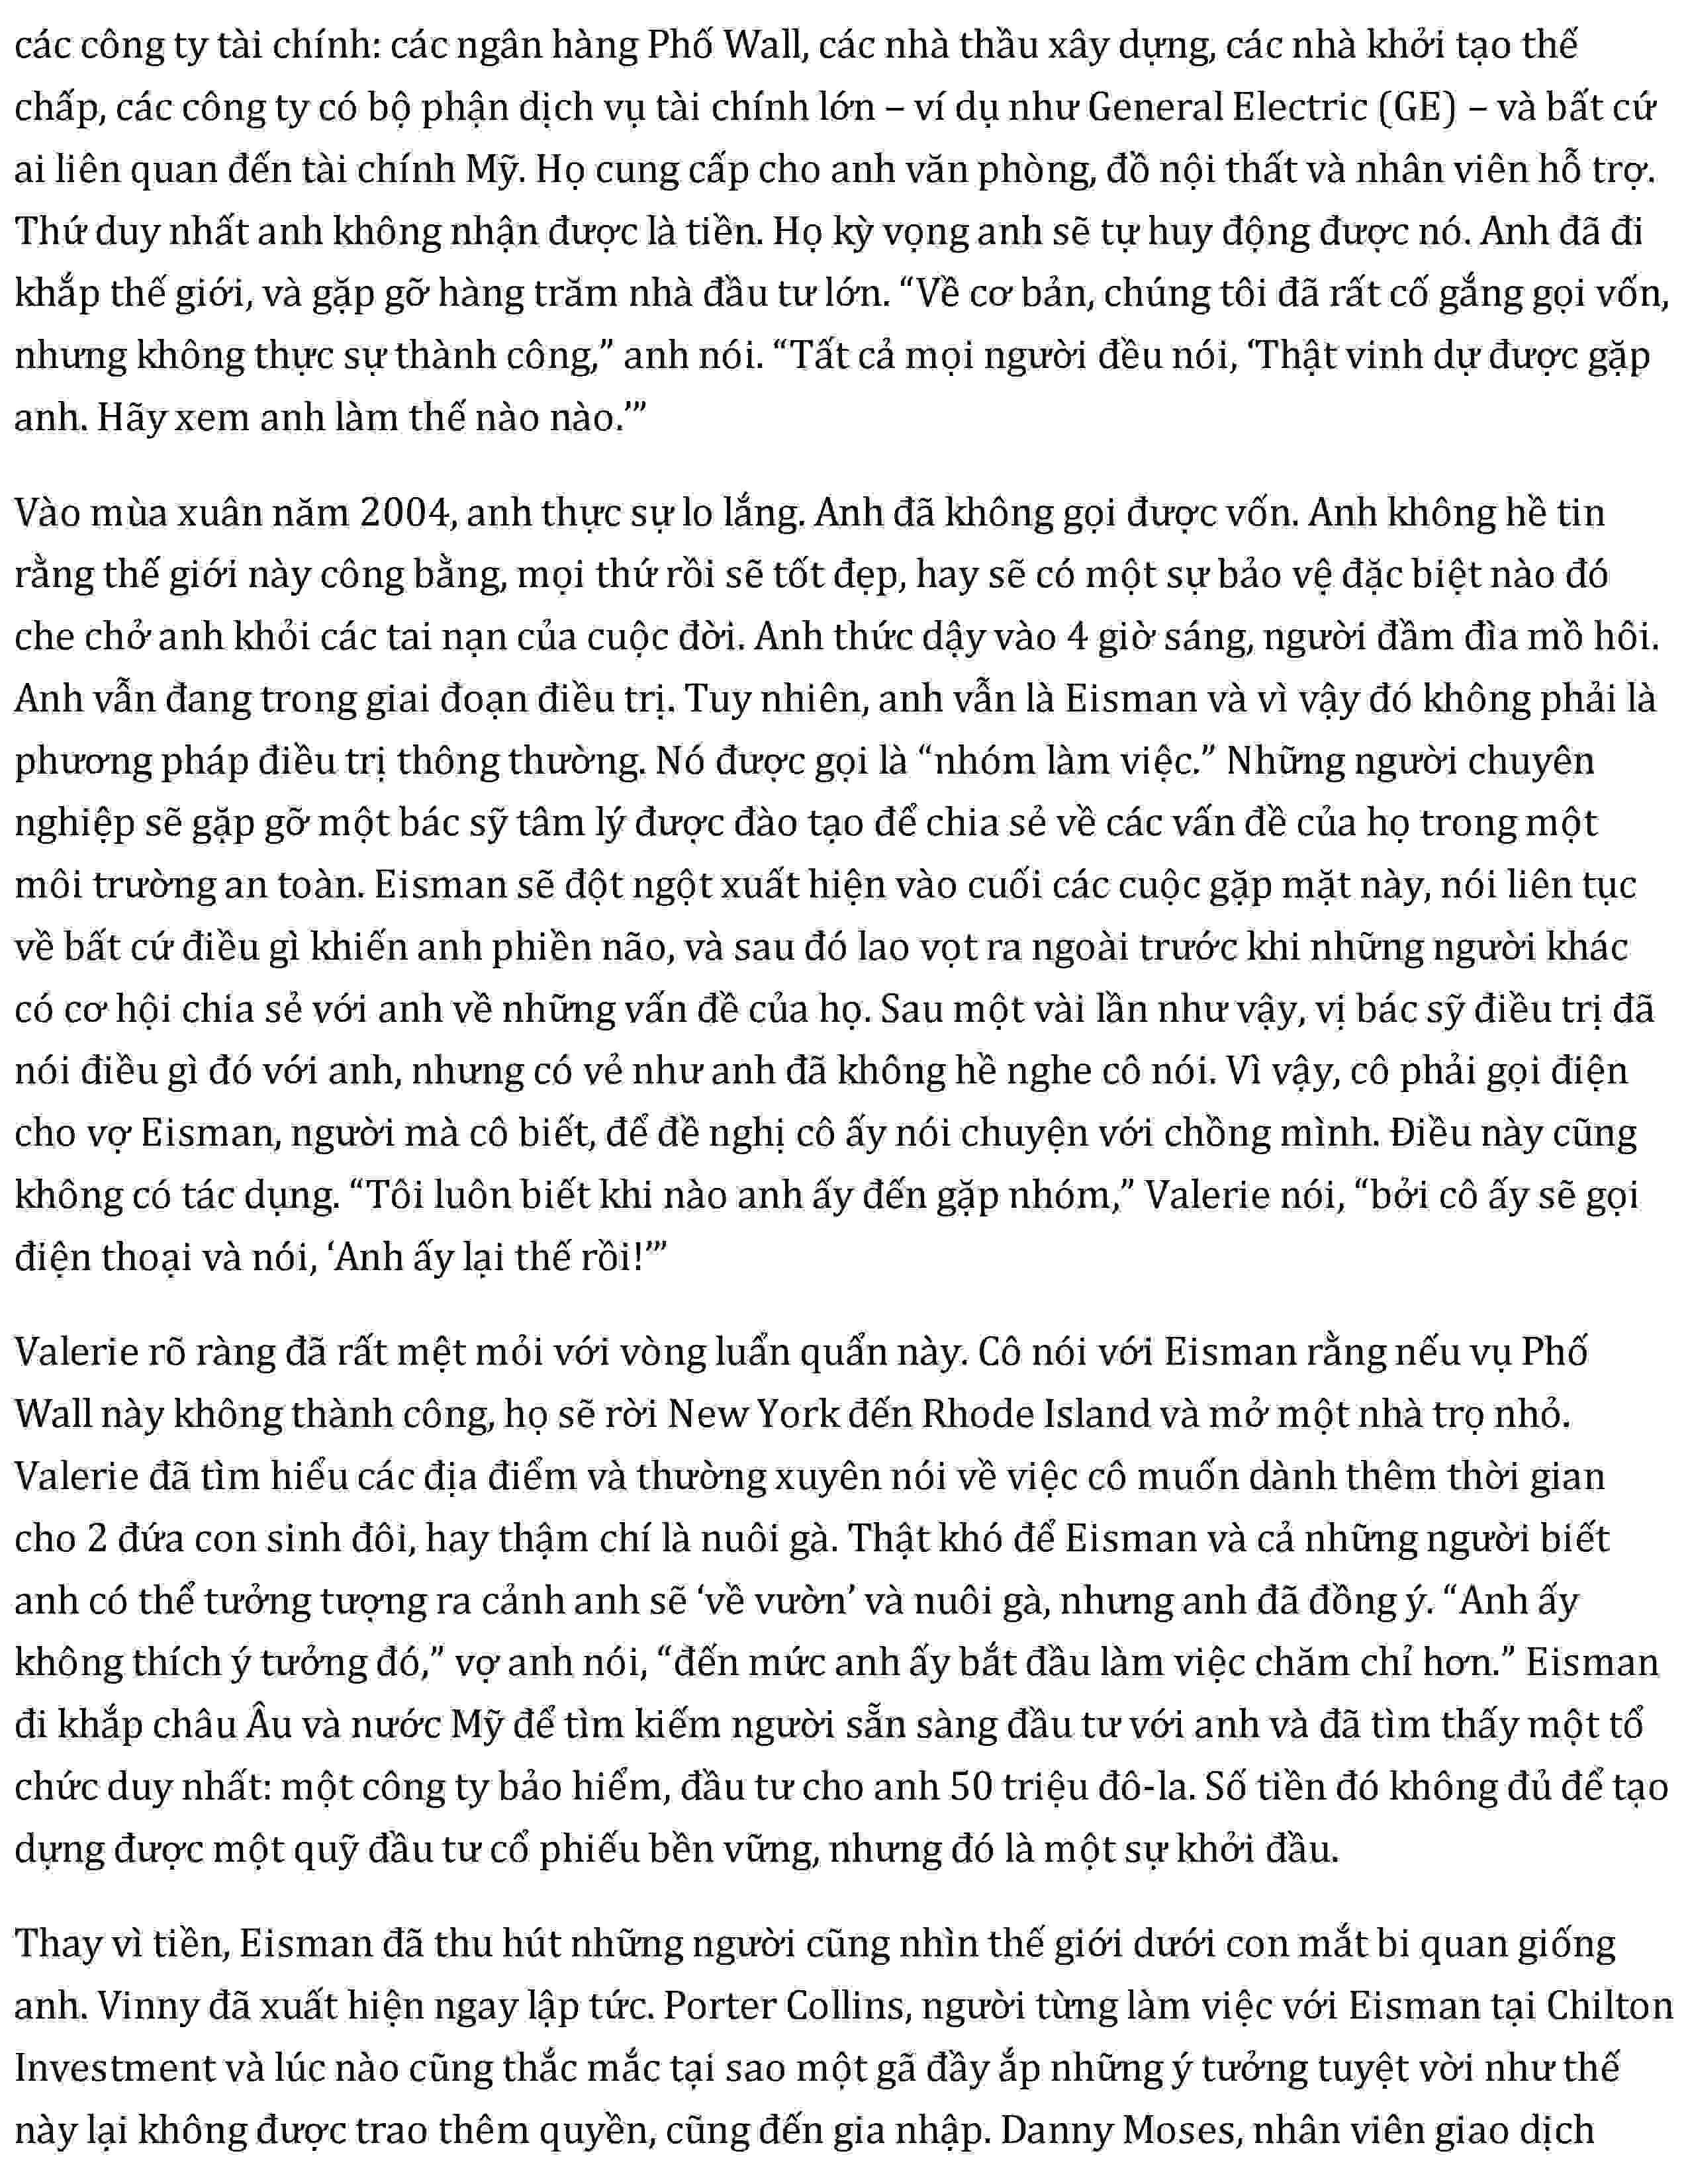 các công ty tài chính: các ngân hàng Phố Wall, các nhà thầu xây dựng, các nhà khởi tạo thế
chấp, các công ty có bộ phận dịch vụ tài chính lớn – ví dụ như General Electric (GE) – và bất cứ
ai liên quan đến tài chính Mỹ. Họ cung cấp cho anh văn phòng, đồ nội thất và nhân viên hỗ trợ.
Thứ duy nhất anh không nhận được là tiền. Họ kỳ vọng anh sẽ tự huy động được nó. Anh đã đi
khắp thế giới, và gặp gỡ hàng trăm nhà đầu tư lớn. “Về cơ bản, chúng tôi đã rất cố gắng gọi vốn,
nhưng không thực sự thành công,” anh nói. “Tất cả mọi người đều nói, ‘Thật vinh dự được gặp
anh. Hãy xem anh làm thế nào nào.’”
Vào mùa xuân năm 2004, anh thực sự lo lắng. Anh đã không gọi được vốn. Anh không hề tin
rằng thế giới này công bằng, mọi thứ rồi sẽ tốt đẹp, hay sẽ có một sự bảo vệ đặc biệt nào đó
che chở anh khỏi các tai nạn của cuộc đời. Anh thức dậy vào 4 giờ sáng, người đầm đìa mồ hôi.
Anh vẫn đang trong giai đoạn điều trị. Tuy nhiên, anh vẫn là Eisman và vì vậy đó không phải là
phương pháp điều trị thông thường. Nó được gọi là “nhóm làm việc.” Những người chuyên
nghiệp sẽ gặp gỡ một bác sỹ tâm lý được đào tạo để chia sẻ về các vấn đề của họ trong một
môi trường an toàn. Eisman sẽ đột ngột xuất hiện vào cuối các cuộc gặp mặt này, nói liên tục
về bất cứ điều gì khiến anh phiền não, và sau đó lao vọt ra ngoài trước khi những người khác
có cơ hội chia sẻ với anh về những vấn đề của họ. Sau một vài lần như vậy, vị bác sỹ điều trị đã
nói điều gì đó với anh, nhưng có vẻ như anh đã không hề nghe cô nói. Vì vậy, cô phải gọi điện
cho vợ Eisman, người mà cô biết, để đề nghị cô ấy nói chuyện với chồng mình. Điều này cũng
không có tác dụng. “Tôi luôn biết khi nào anh ấy đến gặp nhóm,” Valerie nói, “bởi cô ấy sẽ gọi
điện thoại và nói, ‘Anh ấy lại thế rồi!’”
Valerie rõ ràng đã rất mệt mỏi với vòng luẩn quẩn này. Cô nói với Eisman rằng nếu vụ Phố
Wall này không thành công, họ sẽ rời New York đến Rhode Island và mở một nhà trọ nhỏ.
Valerie đã tìm hiểu các địa điểm và thường xuyên nói về việc cô muốn dành thêm thời gian
cho 2 đứa con sinh đôi, hay thậm chí là nuôi gà. Thật khó để Eisman và cả những người biết
anh có thể tưởng tượng ra cảnh anh sẽ ‘về vườn’ và nuôi gà, nhưng anh đã đồng ý. “Anh ấy
không thích ý tưởng đó,” vợ anh nói, “đến mức anh ấy bắt đầu làm việc chăm chỉ hơn.” Eisman
đi khắp châu Âu và nước Mỹ để tìm kiếm người sẵn sàng đầu tư với anh và đã tìm thấy một tổ
chức duy nhất: một công ty bảo hiểm, đầu tư cho anh 50 triệu đô-la. Số tiền đó không đủ để tạo
dựng được một quỹ đầu tư cổ phiếu bền vững, nhưng đó là một sự khởi đầu.
Thay vì tiền, Eisman đã thu hút những người cũng nhìn thế giới dưới con mắt bi quan giống
anh. Vinny đã xuất hiện ngay lập tức. Porter Collins, người từng làm việc với Eisman tại Chilton
Investment và lúc nào cũng thắc mắc tại sao một gã đầy ắp những ý tưởng tuyệt vời như thế
này lại không được trao thêm quyền, cũng đến gia nhập. Danny Moses, nhân viên giao dịch